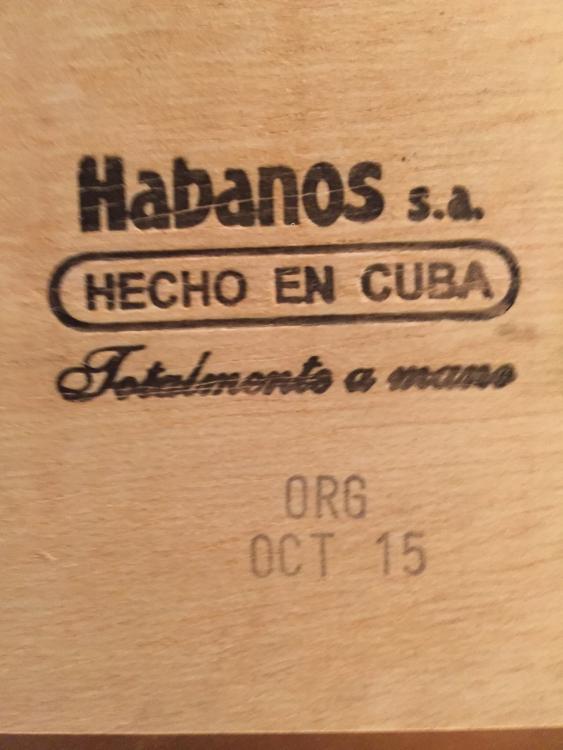 Habanos s.a.
HECHO EN CUBA
Totalmente a mano
ORG
OCT 15